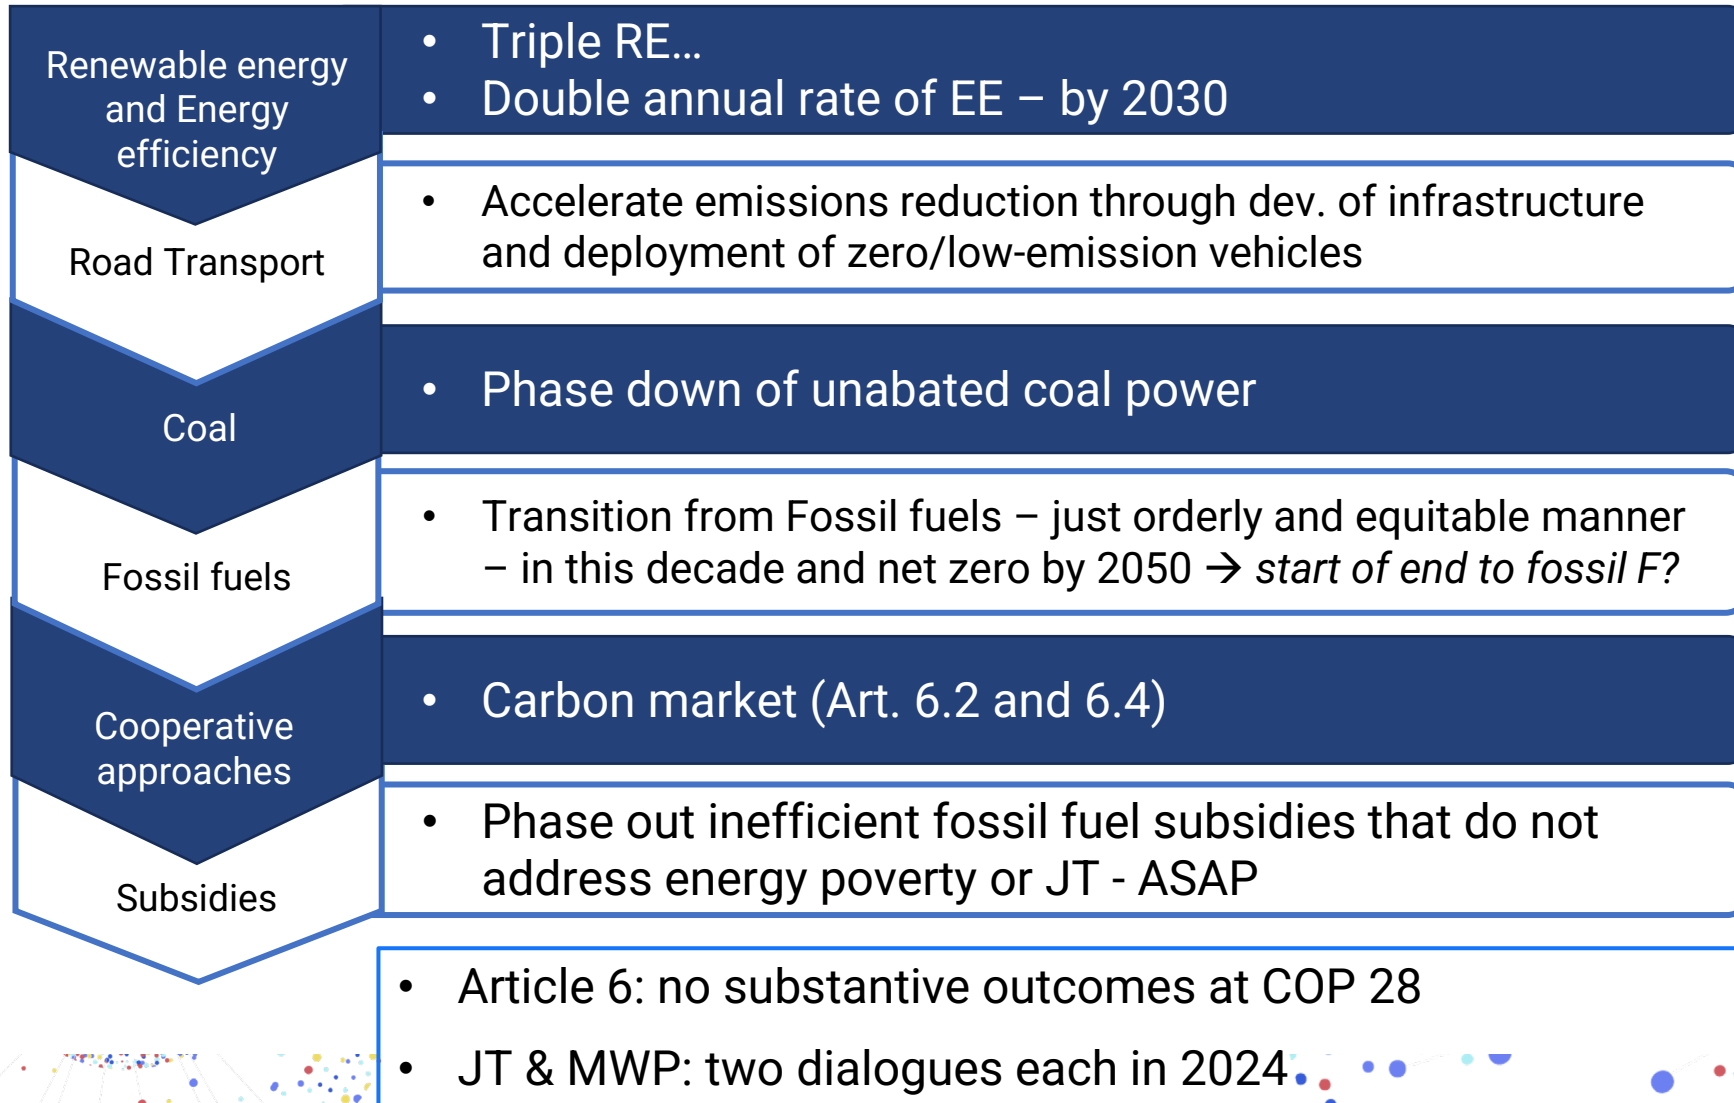 Renewable energy
and Energy
efficiency
• Triple RE...
• Double annual rate of EE – by 2030
Road Transport
• Accelerate emissions reduction through dev. of infrastructure
and deployment of zero/low-emission vehicles
Coal
• Phase down of unabated coal power
Fossil fuels
• Transition from Fossil fuels – just orderly and equitable manner
– in this decade and net zero by 2050 → start of end to fossil F?
Cooperative
approaches
• Carbon market (Art. 6.2 and 6.4)
Subsidies
• Phase out inefficient fossil fuel subsidies that do not
address energy poverty or JT - ASAP
• Article 6: no substantive outcomes at COP 28
• JT & MWP: two dialogues each in 2024